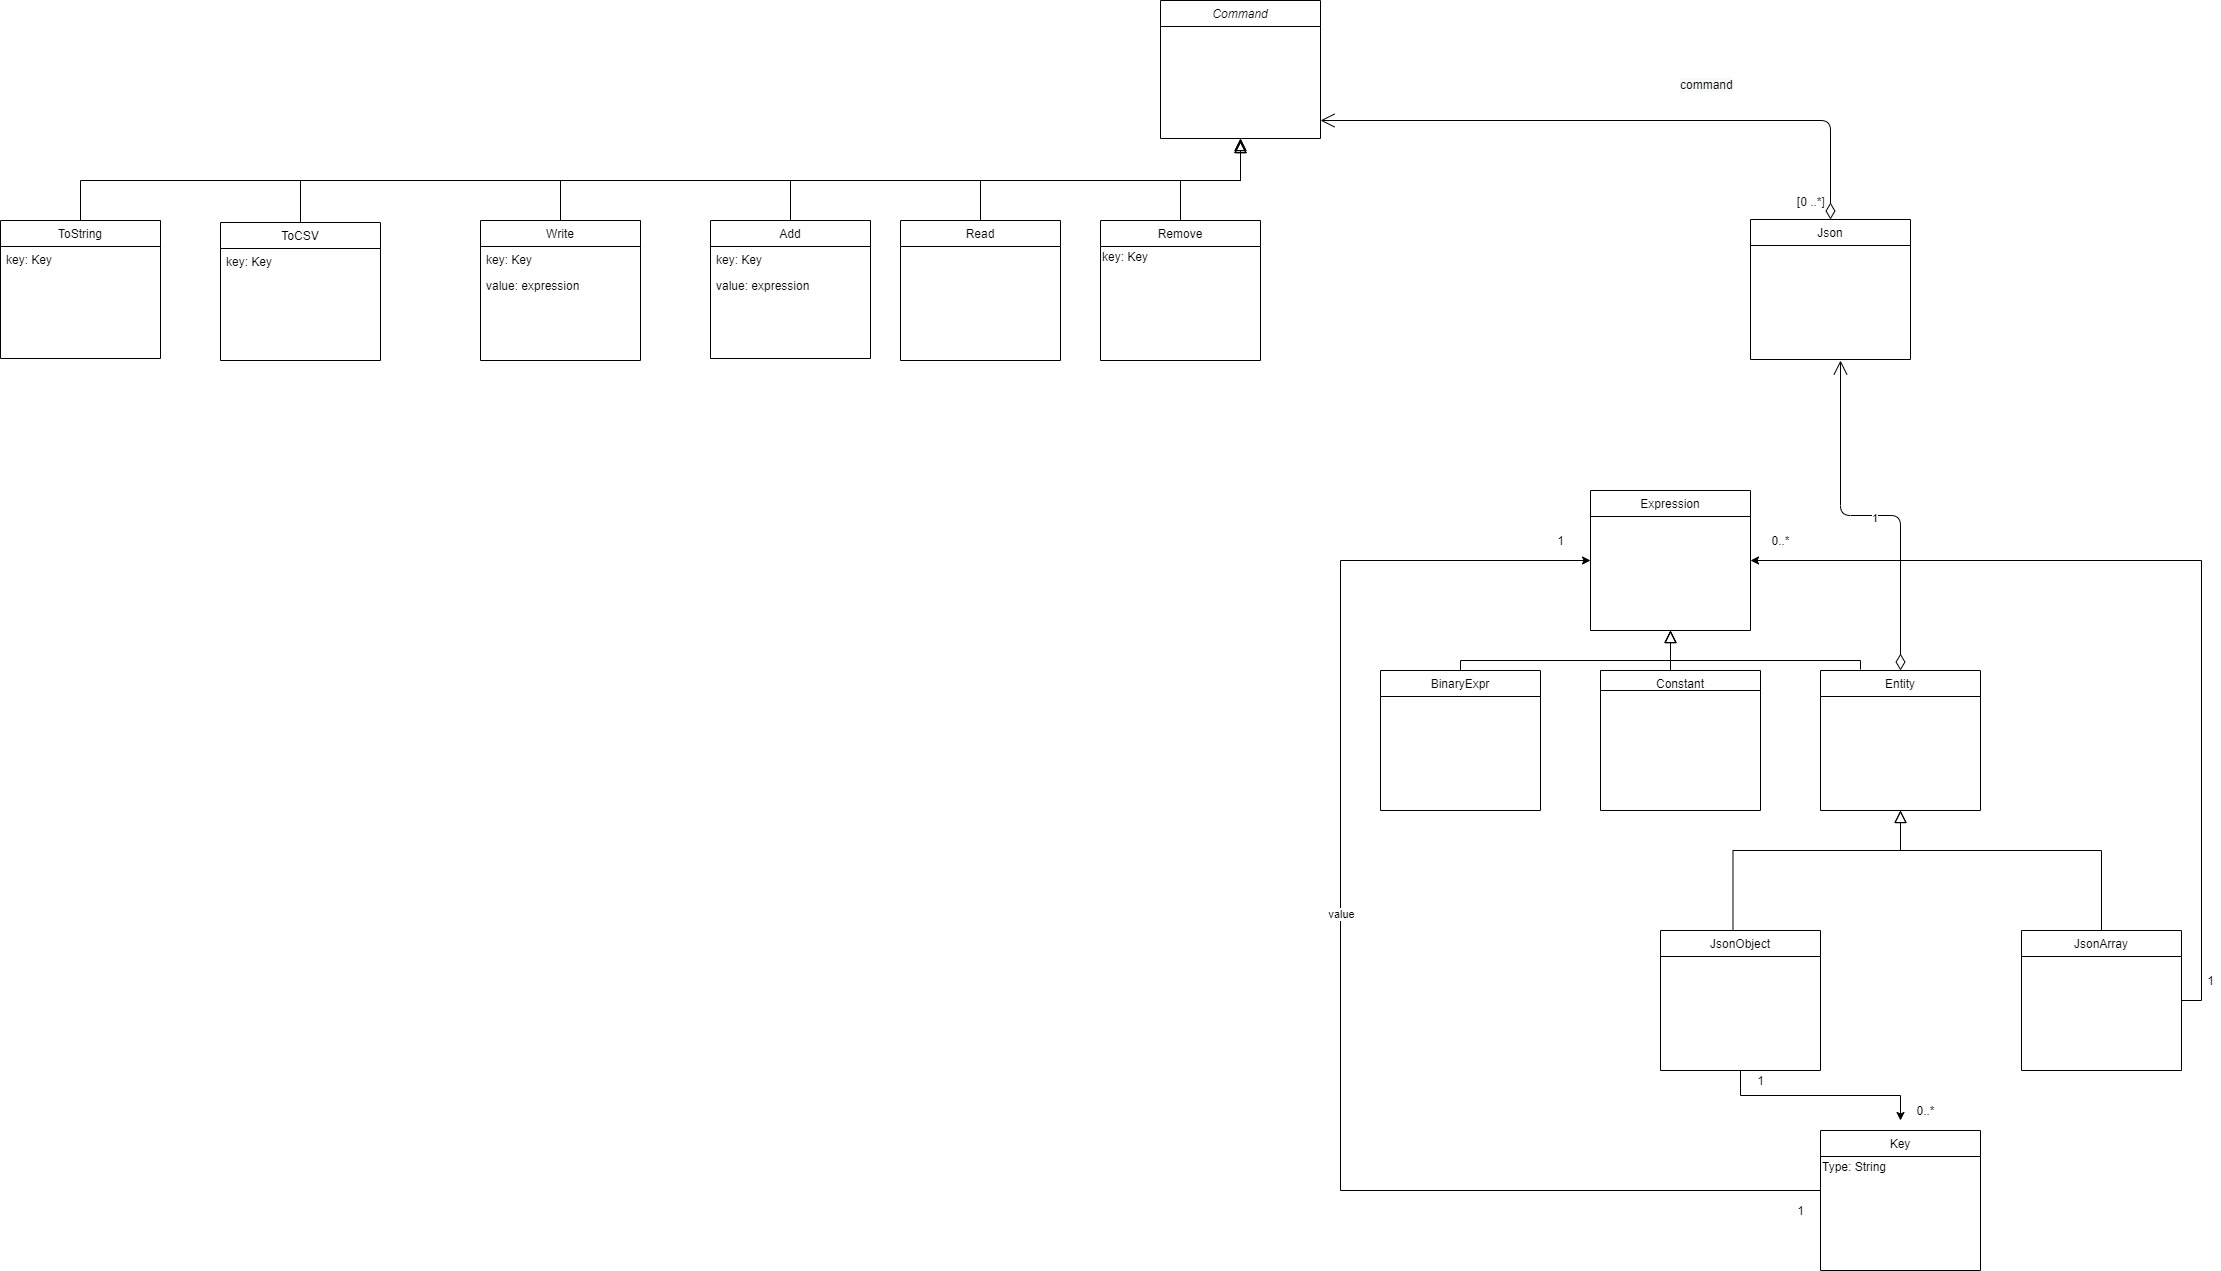 Command
command
[0 ..*]
Json
ToString
key: Key
ToCSV
key: Key
Write
key: Key
value: expression
Add
key: Key
value: expression
Read
Remove
key: Key
Expression
1
1
0..*
BinaryExpr
Constant
Entity
value
JsonObject
JsonArray
1
1
0..*
Key
Type: String
1